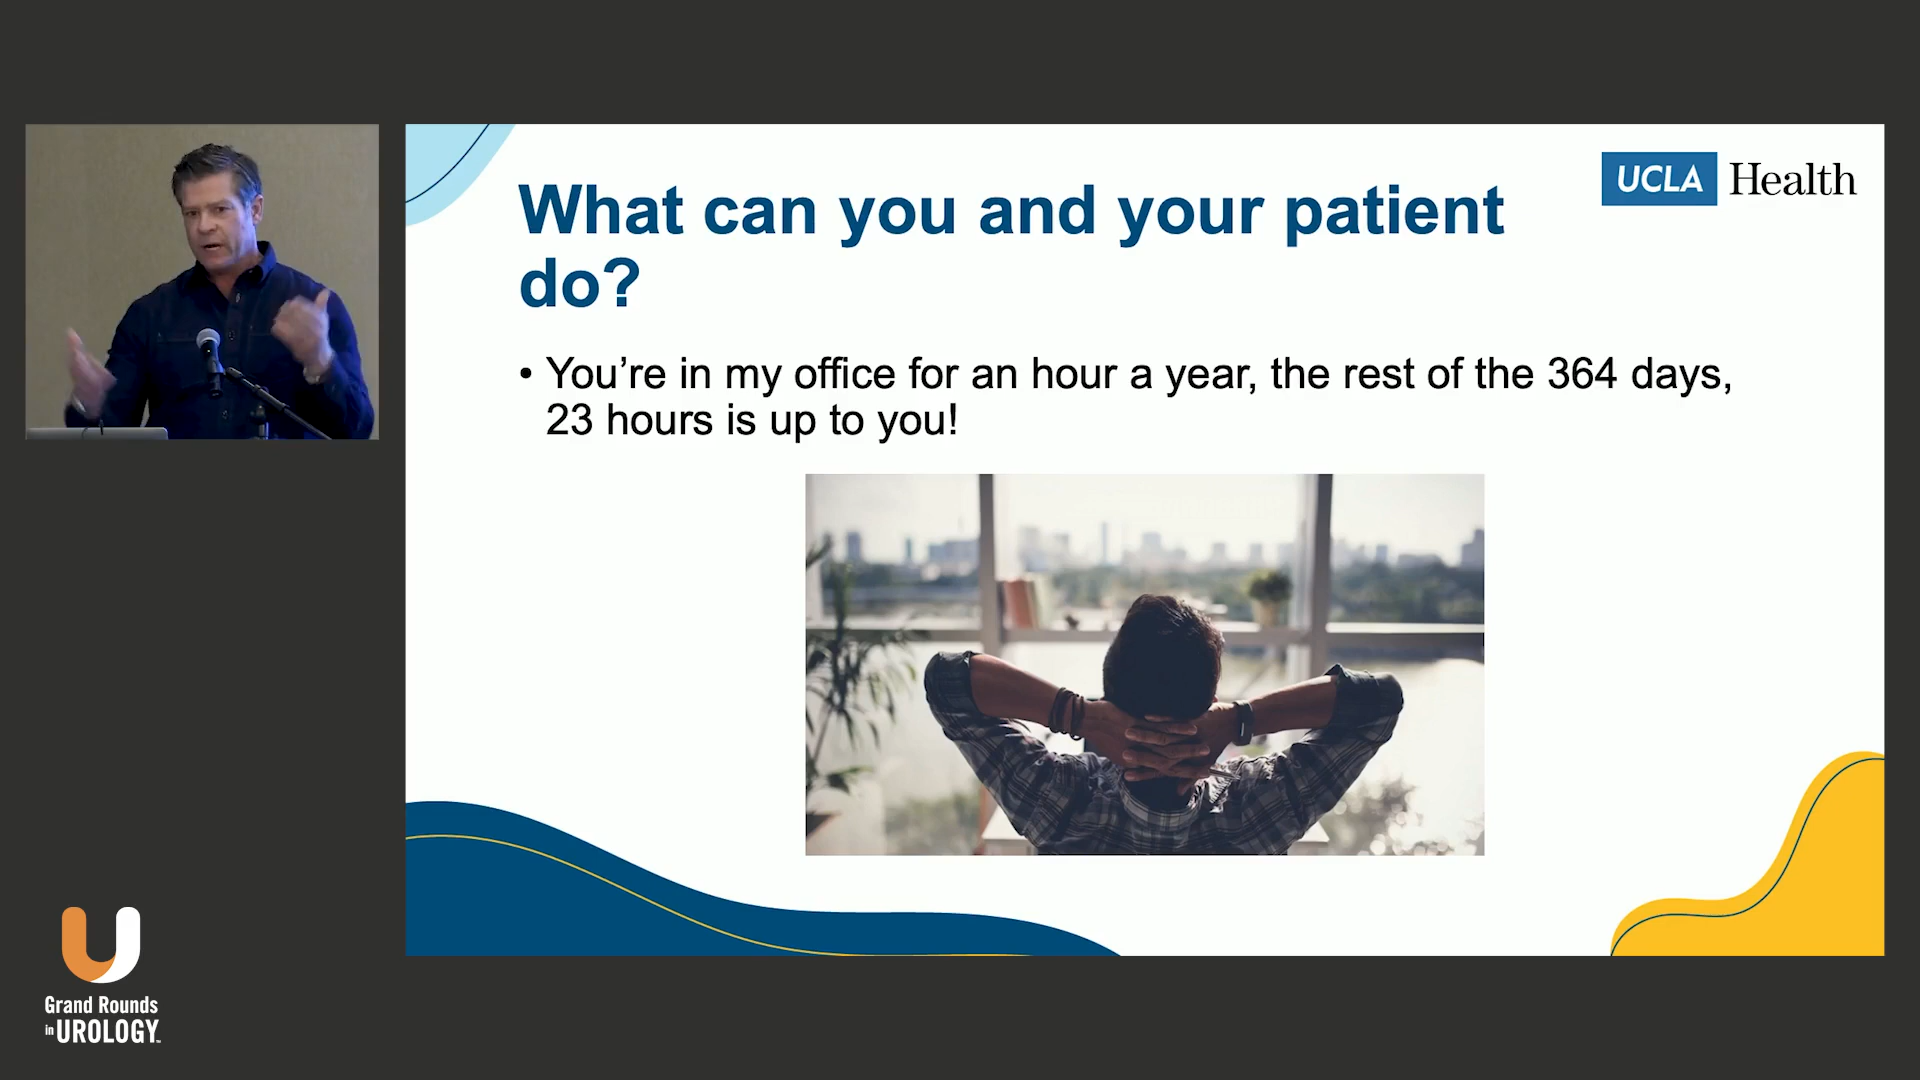 UCLA Health
What can you and your patient
do?
• You're in my office for an hour a year, the rest of the 364 days,
23 hours is up to you!
Grand Rounds
in UROLOGY™